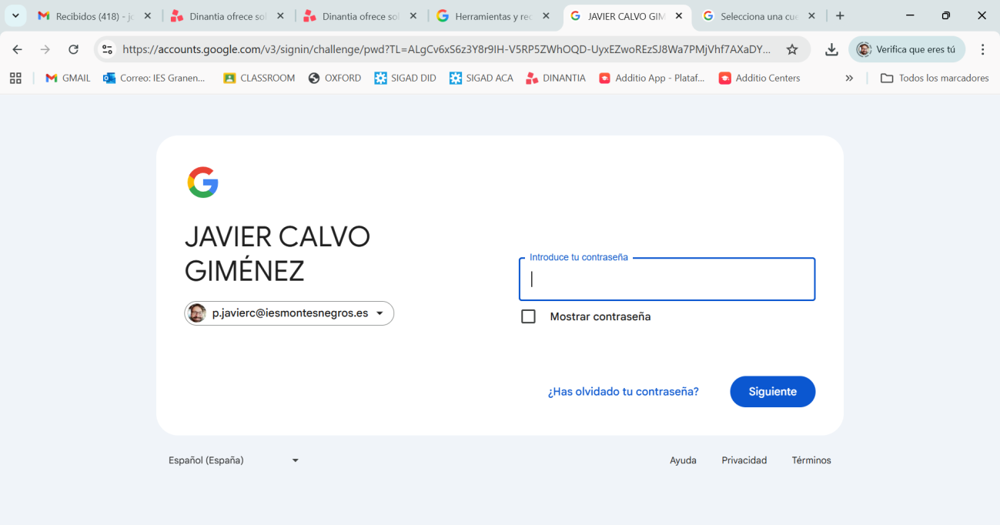 Recibidos (418) - jc
Dinantia ofrece sol
Dinantia ofrece sol
Herramientas y rec
JAVIER CALVO GIM
Selecciona una cue
https://accounts.google.com/v3/signin/challenge/pwd?TL=ALgCv6xS6z3Y8r9IH-V5RP5ZWhOQD-UyxEZwoREzSJ8Wa7PMjVhf7AXaDY...
Verifica que eres tú
GMAIL
Correo: IES Granen...
CLASSROOM
OXFORD
SIGAD DID
SIGAD ACA
DINANTIA
Additio App - Plataf...
Additio Centers
Todos los marcadores
JAVIER CALVO
GIMÉNEZ
p.javierc@iesmontesnegros.es
Introduce tu contraseña
Mostrar contraseña
¿Has olvidado tu contraseña?
Siguiente
Español (España)
Ayuda
Privacidad
Términos